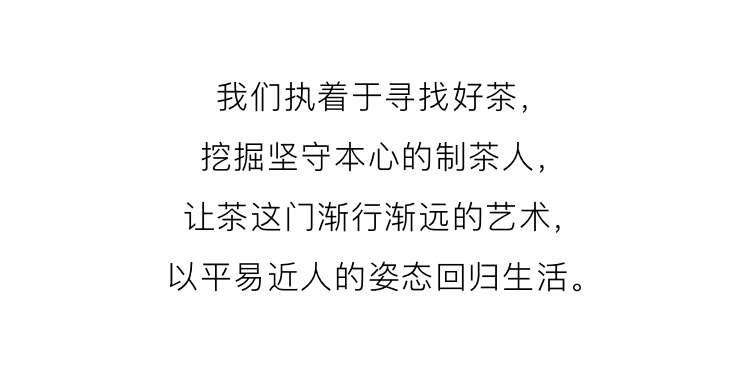 我们执着于寻找好茶，
挖掘坚守本心的制茶人，
让茶这门渐行渐远的艺术，
以平易近人的姿态回归生活。